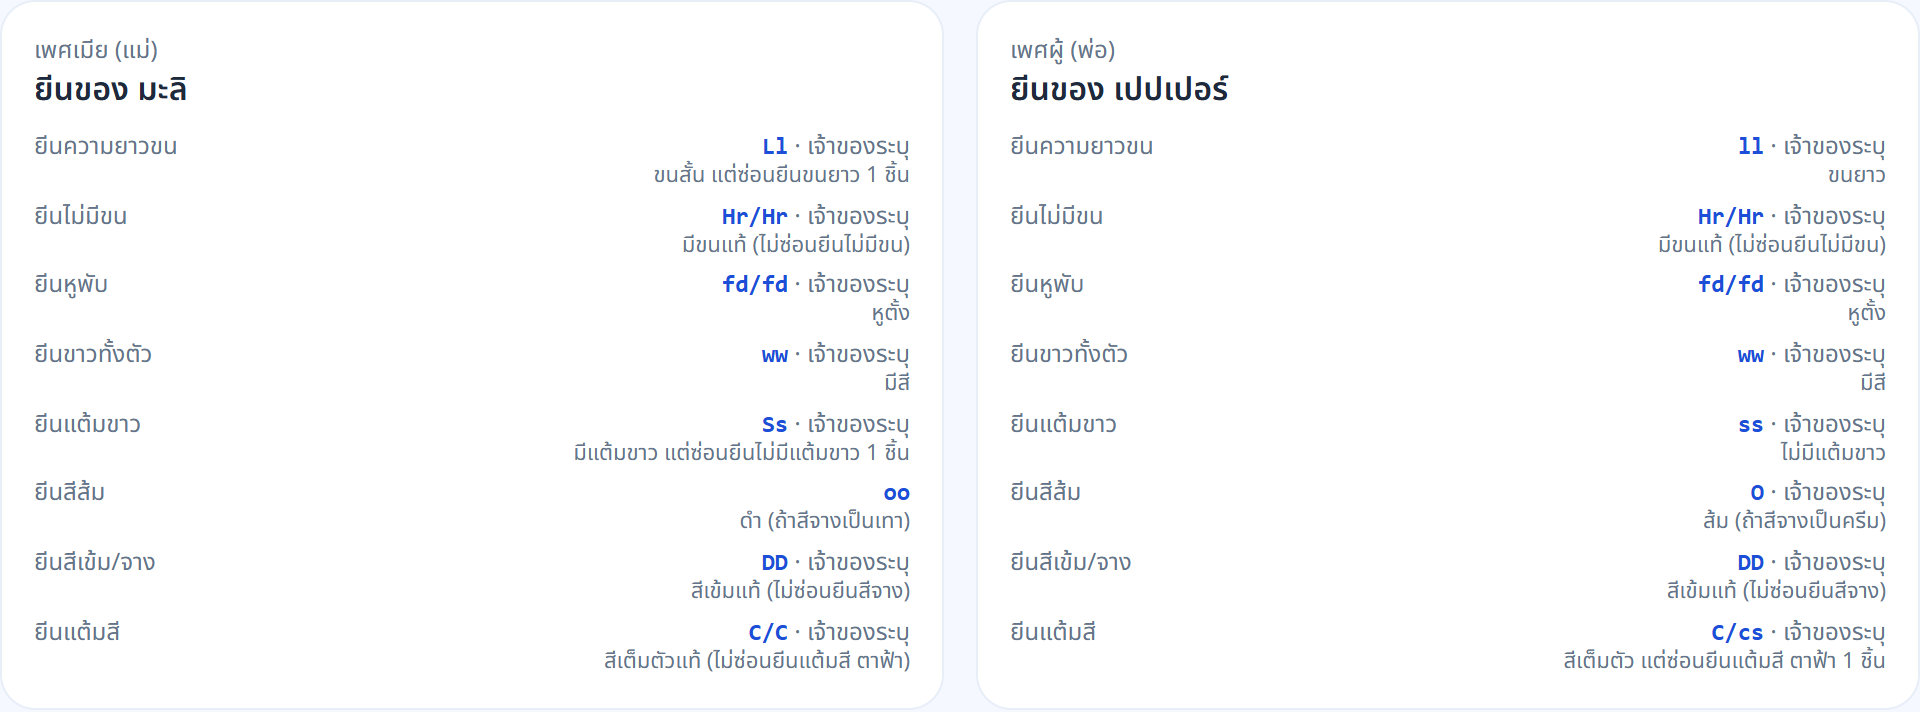 เพศเมีย (แม่)
ยีนของ มะลิ
ยีนความยาวขน
Ll · เจ้าของระบุ
ขนสั้น แต่ซ่อนยีนขนยาว 1 ชิ้น
ยีนไม่มีขน
Hr/Hr · เจ้าของระบุ
มีขนแท้ (ไม่ซ่อนยีนไม่มีขน)
ยีนหูพับ
fd/fd · เจ้าของระบุ
หูตั้ง
ยีนขาวทั้งตัว
ww · เจ้าของระบุ
มีสี
ยีนแต้มขาว
Ss · เจ้าของระบุ
มีแต้มขาว แต่ซ่อนยีนไม่มีแต้มขาว 1 ชิ้น
ยีนสีส้ม
oo
ดำ (ถ้าสีจางเป็นเทา)
ยีนสีเข้ม/จาง
DD · เจ้าของระบุ
สีเข้มแท้ (ไม่ซ่อนยีนสีจาง)
ยีนแต้มสี
C/C · เจ้าของระบุ
สีเต็มตัวแท้ (ไม่ซ่อนยีนแต้มสี ตาฟ้า)
เพศผู้ (พ่อ)
ยีนของ เปปเปอร์
ยีนความยาวขน
ll · เจ้าของระบุ
ขนยาว
ยีนไม่มีขน
Hr/Hr · เจ้าของระบุ
มีขนแท้ (ไม่ซ่อนยีนไม่มีขน)
ยีนหูพับ
fd/fd · เจ้าของระบุ
หูตั้ง
ยีนขาวทั้งตัว
ww · เจ้าของระบุ
มีสี
ยีนแต้มขาว
ss · เจ้าของระบุ
ไม่มีแต้มขาว
ยีนสีส้ม
O · เจ้าของระบุ
ส้ม (ถ้าสีจางเป็นครีม)
ยีนสีเข้ม/จาง
DD · เจ้าของระบุ
สีเข้มแท้ (ไม่ซ่อนยีนสีจาง)
ยีนแต้มสี
C/cs · เจ้าของระบุ
สีเต็มตัว แต่ซ่อนยีนแต้มสี ตาฟ้า 1 ชิ้น